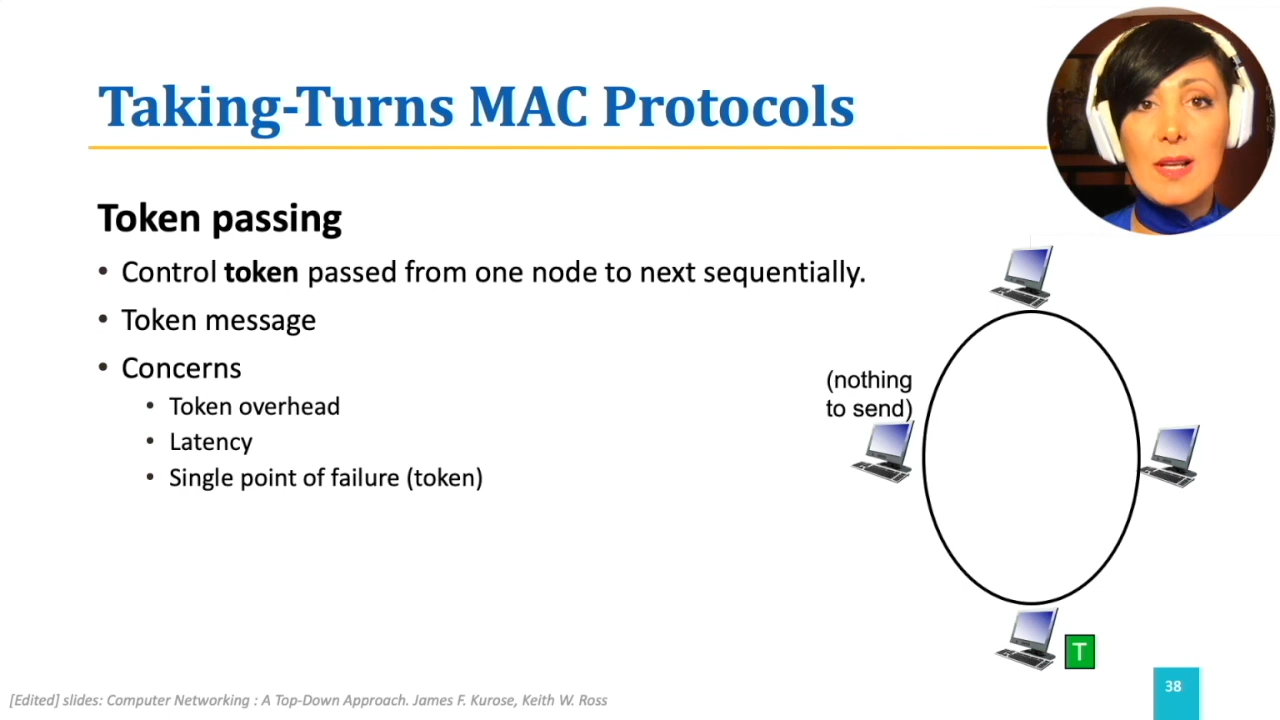 Taking-Turns MAC Protocols
Token passing
• Control token passed from one node to next sequentially.
• Token message
• Concerns
• Token overhead
• Latency
• Single point of failure (token)
(nothing
to send)
T
[Edited] slides: Computer Networking : A Top-Down Approach. James F. Kurose, Keith W. Ross
38